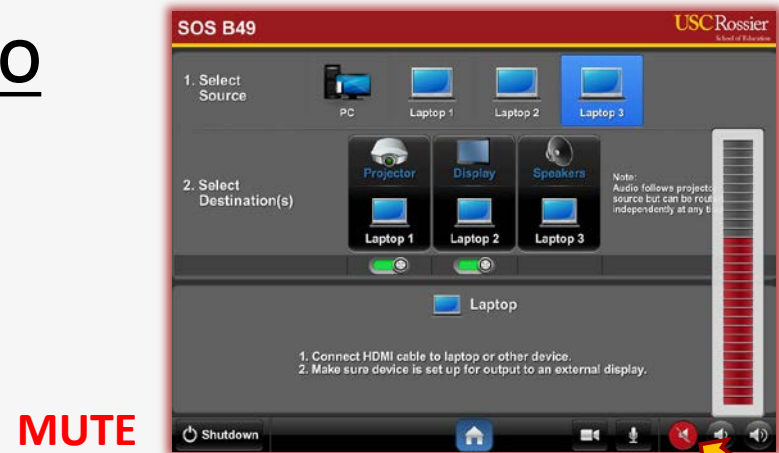 O
SOS B49
USC Rossier
School of Education
1. Select
Source
PC
Laptop 1
Laptop 2
Laptop 3
2. Select
Destination(s)
Projector
Display
Speakers
Laptop 1
Laptop 2
Laptop 3
Note:
Audio follows projecto
source but can be rout
independently at any ti
Laptop
1. Connect HDMI cable to laptop or other device.
2. Make sure device is set up for output to an external display.
MUTE
Shutdown